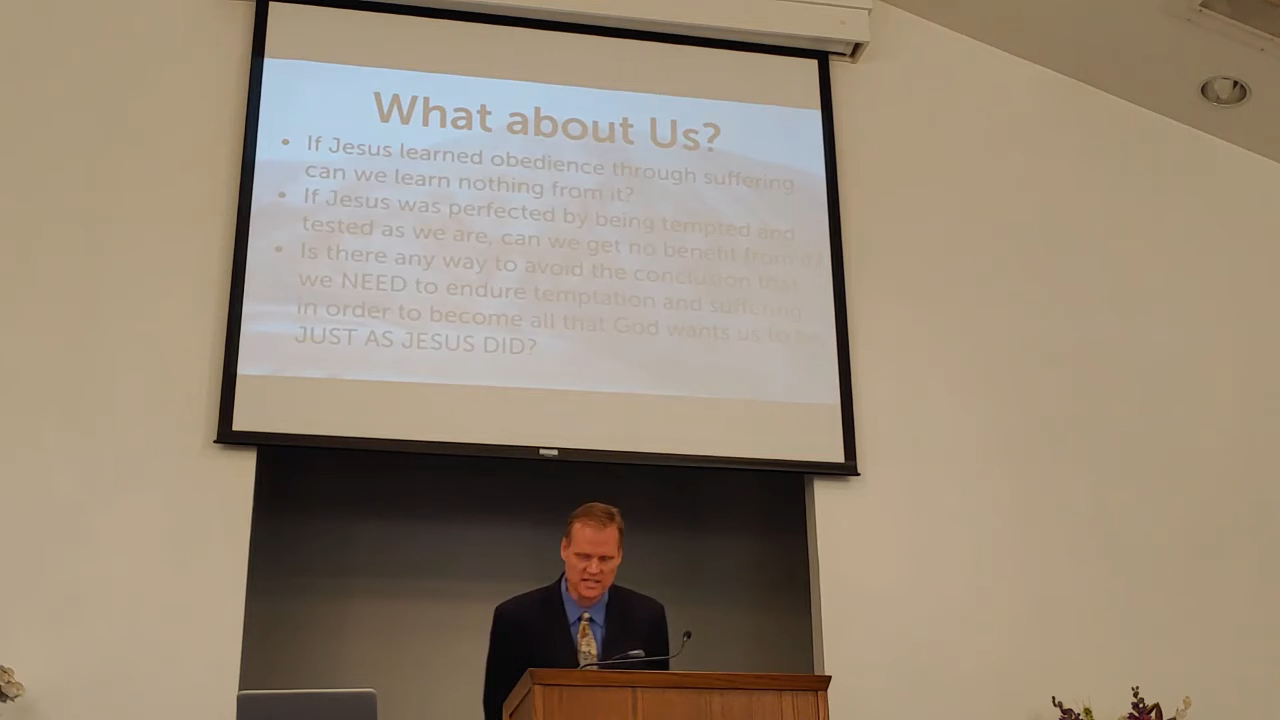 What about Us?
• If Jesus learned obedience through suffering
can we learn nothing from it?
• If Jesus was perfected by being tempted and
tested as we are, can we get no benefit from it?
• Is there any way to avoid the conclusion that
we NEED to endure temptation and suffering
in order to become all that God wants us to
JUST AS JESUS DID?